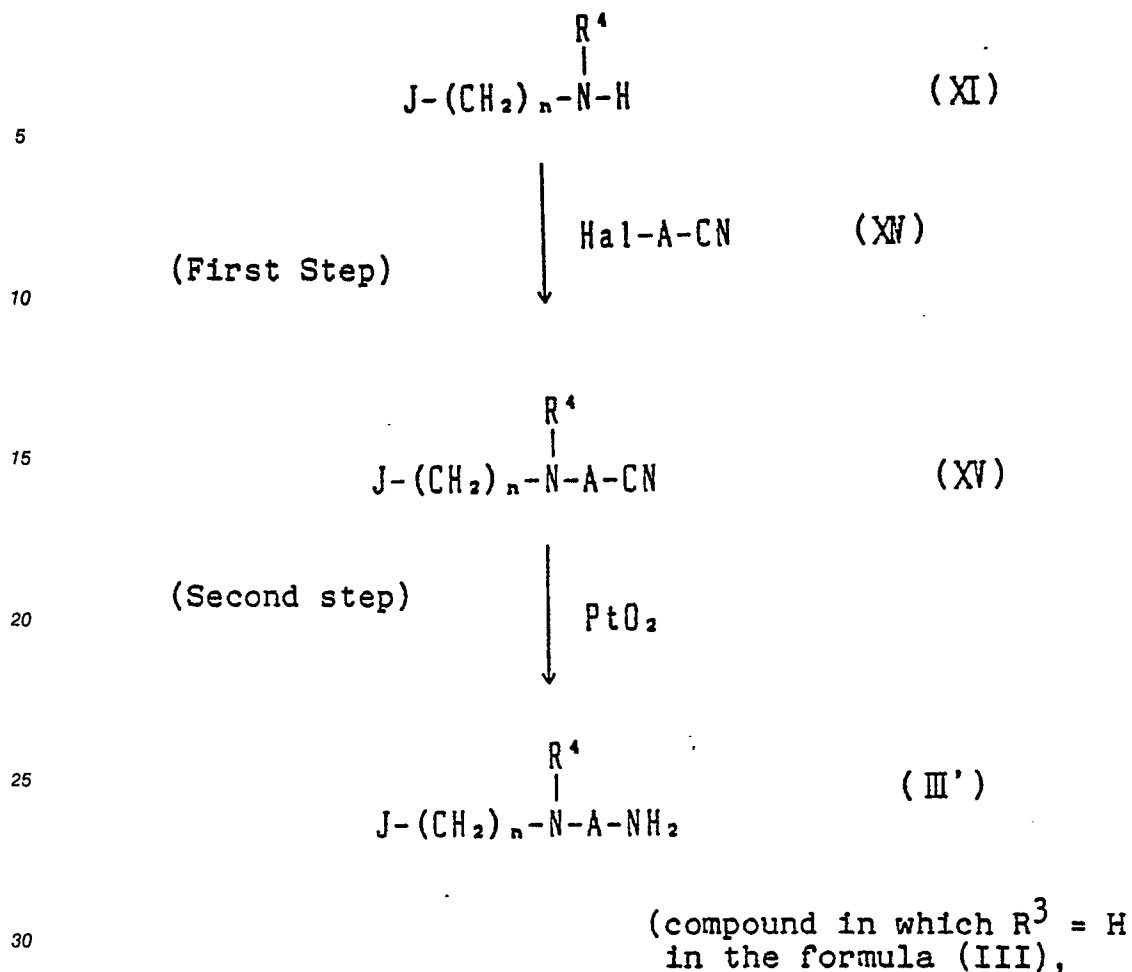 R⁴
|
J-(CH₂)ₙ-N-H (XI)
5
Hal-A-CN (XIV)
(First Step)
10
R⁴
|
15
J-(CH₂)ₙ-N-A-CN (XV)
(Second step)
20 PtO₂
R⁴
|
25 (III')
J-(CH₂)ₙ-N-A-NH₂
(compound in which R³ = H
30 in the formula (III),